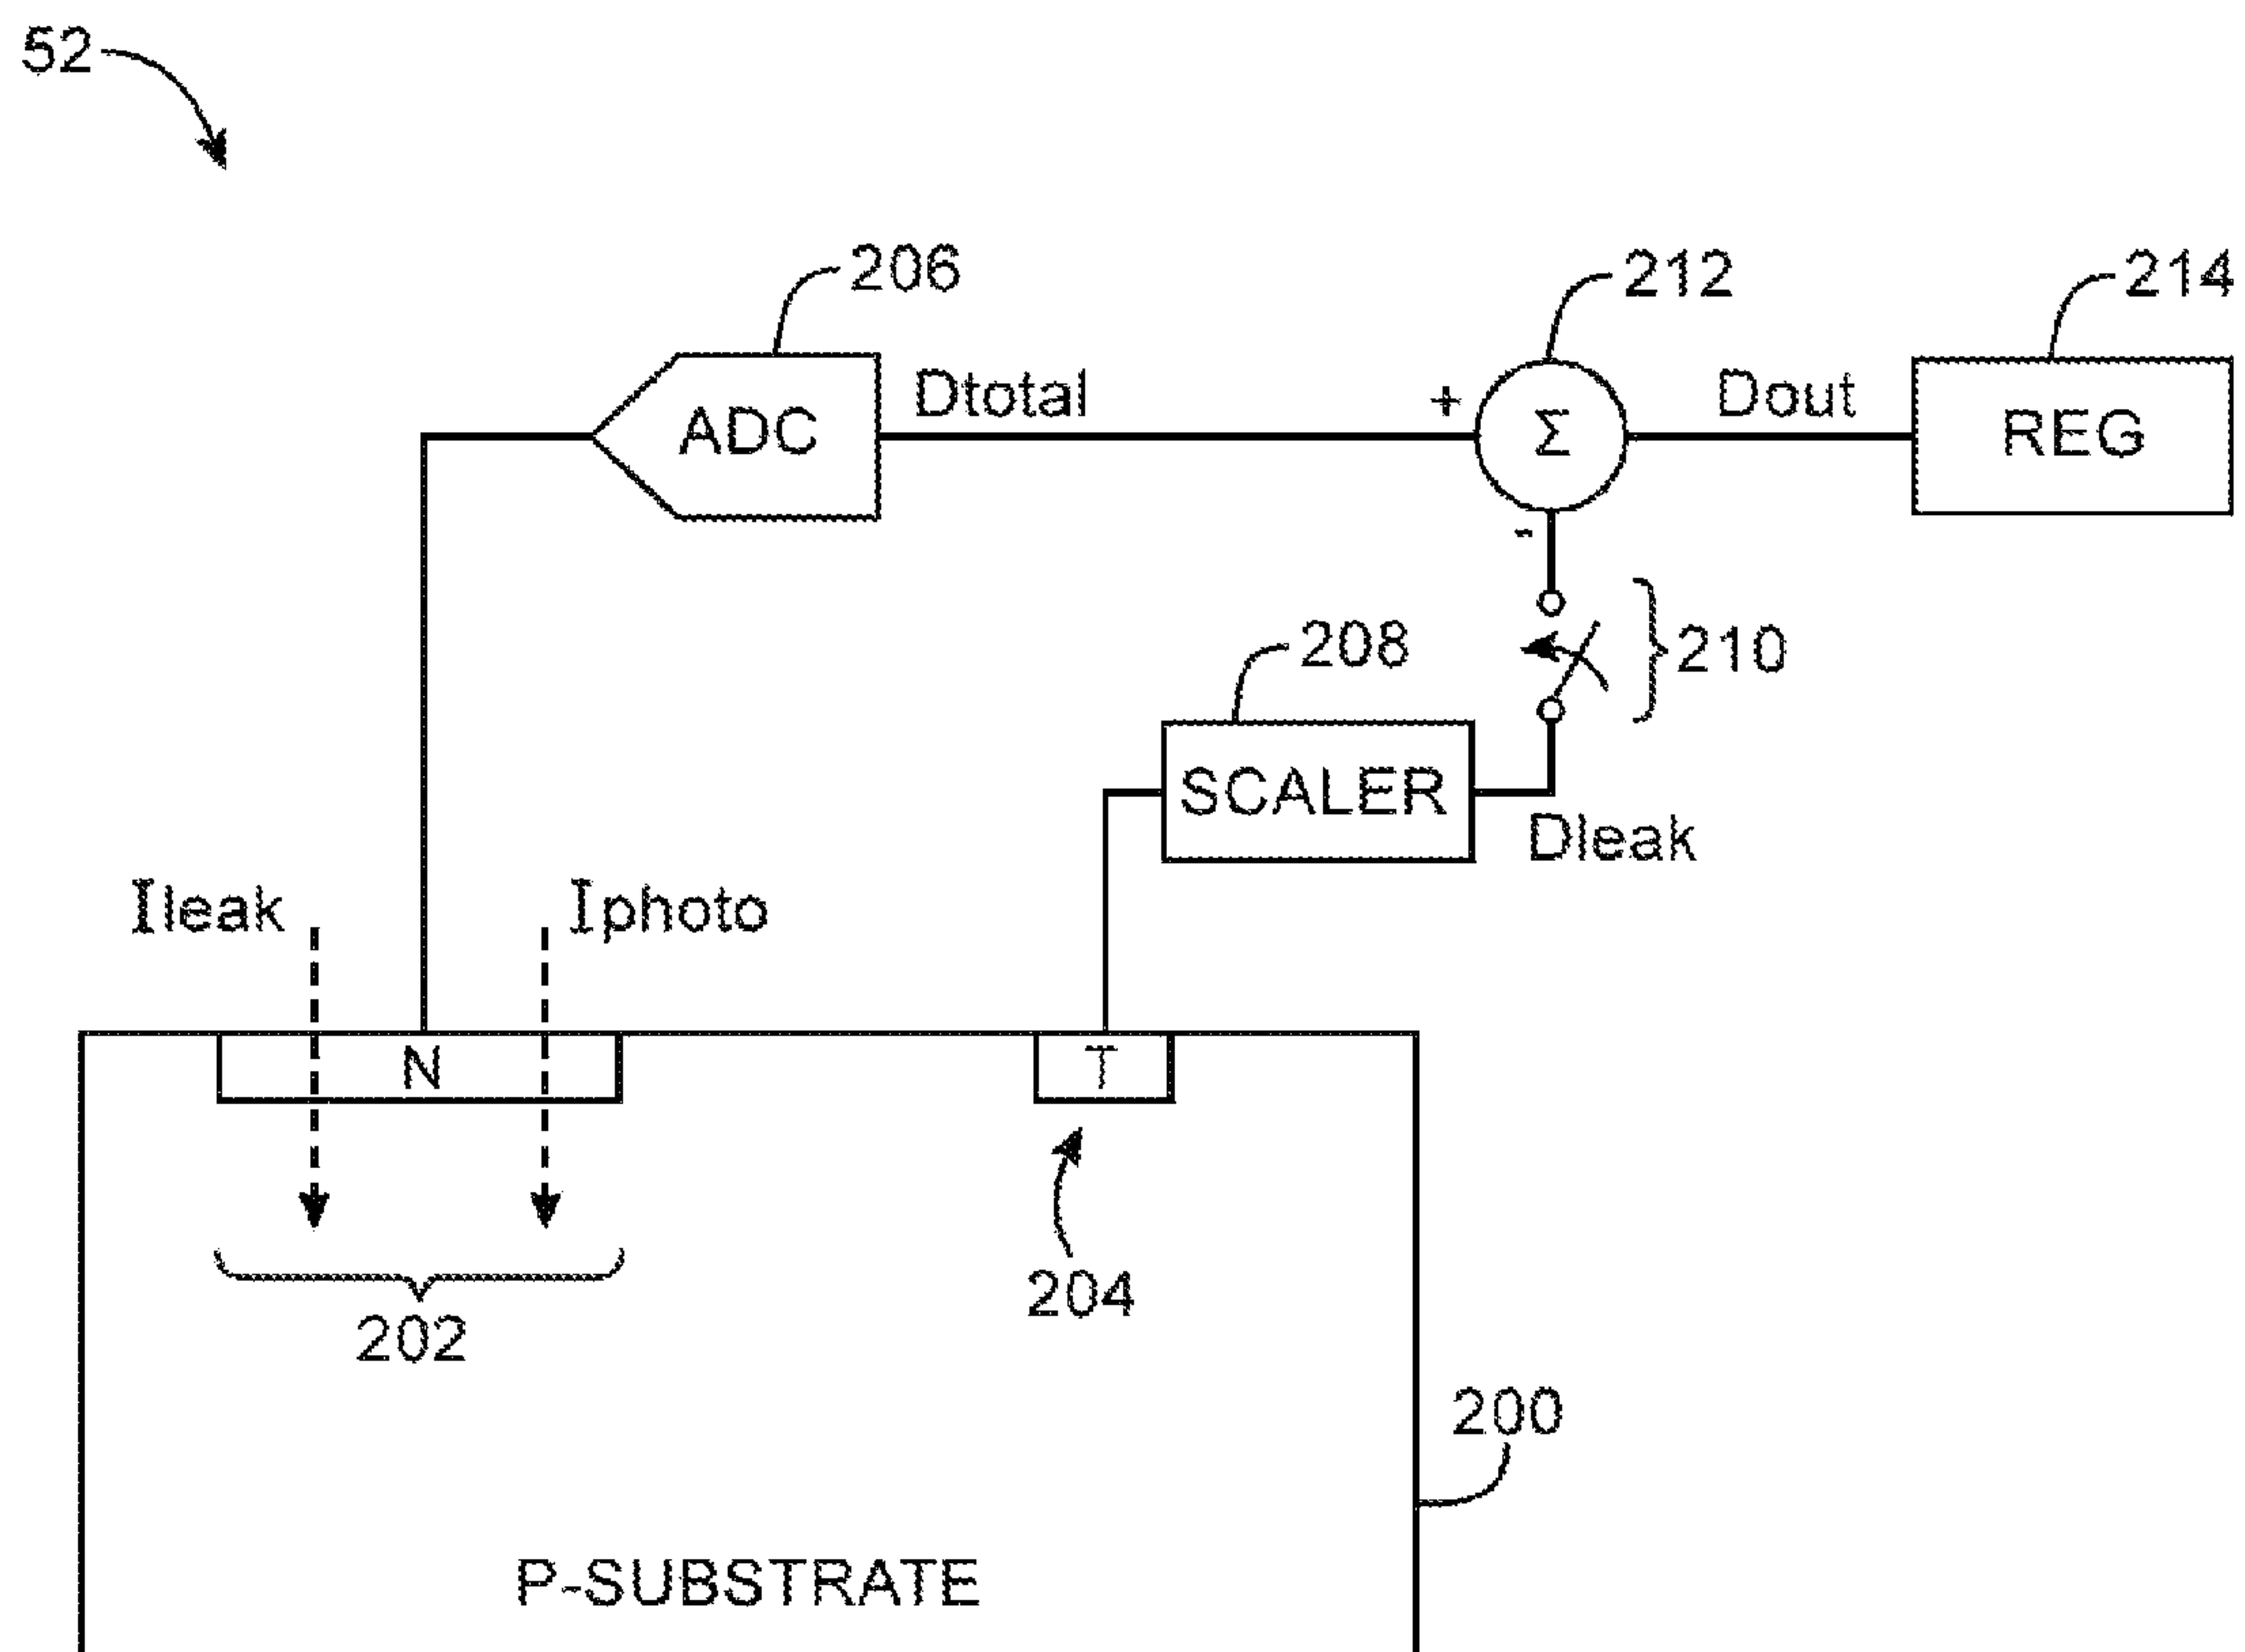 52
206
212
214
ADC
Dtotal
+
Σ
Dout
REG
-
208
210
SCALER
Dleak
Ileak
Iphoto
N
T
204
202
200
P-SUBSTRATE